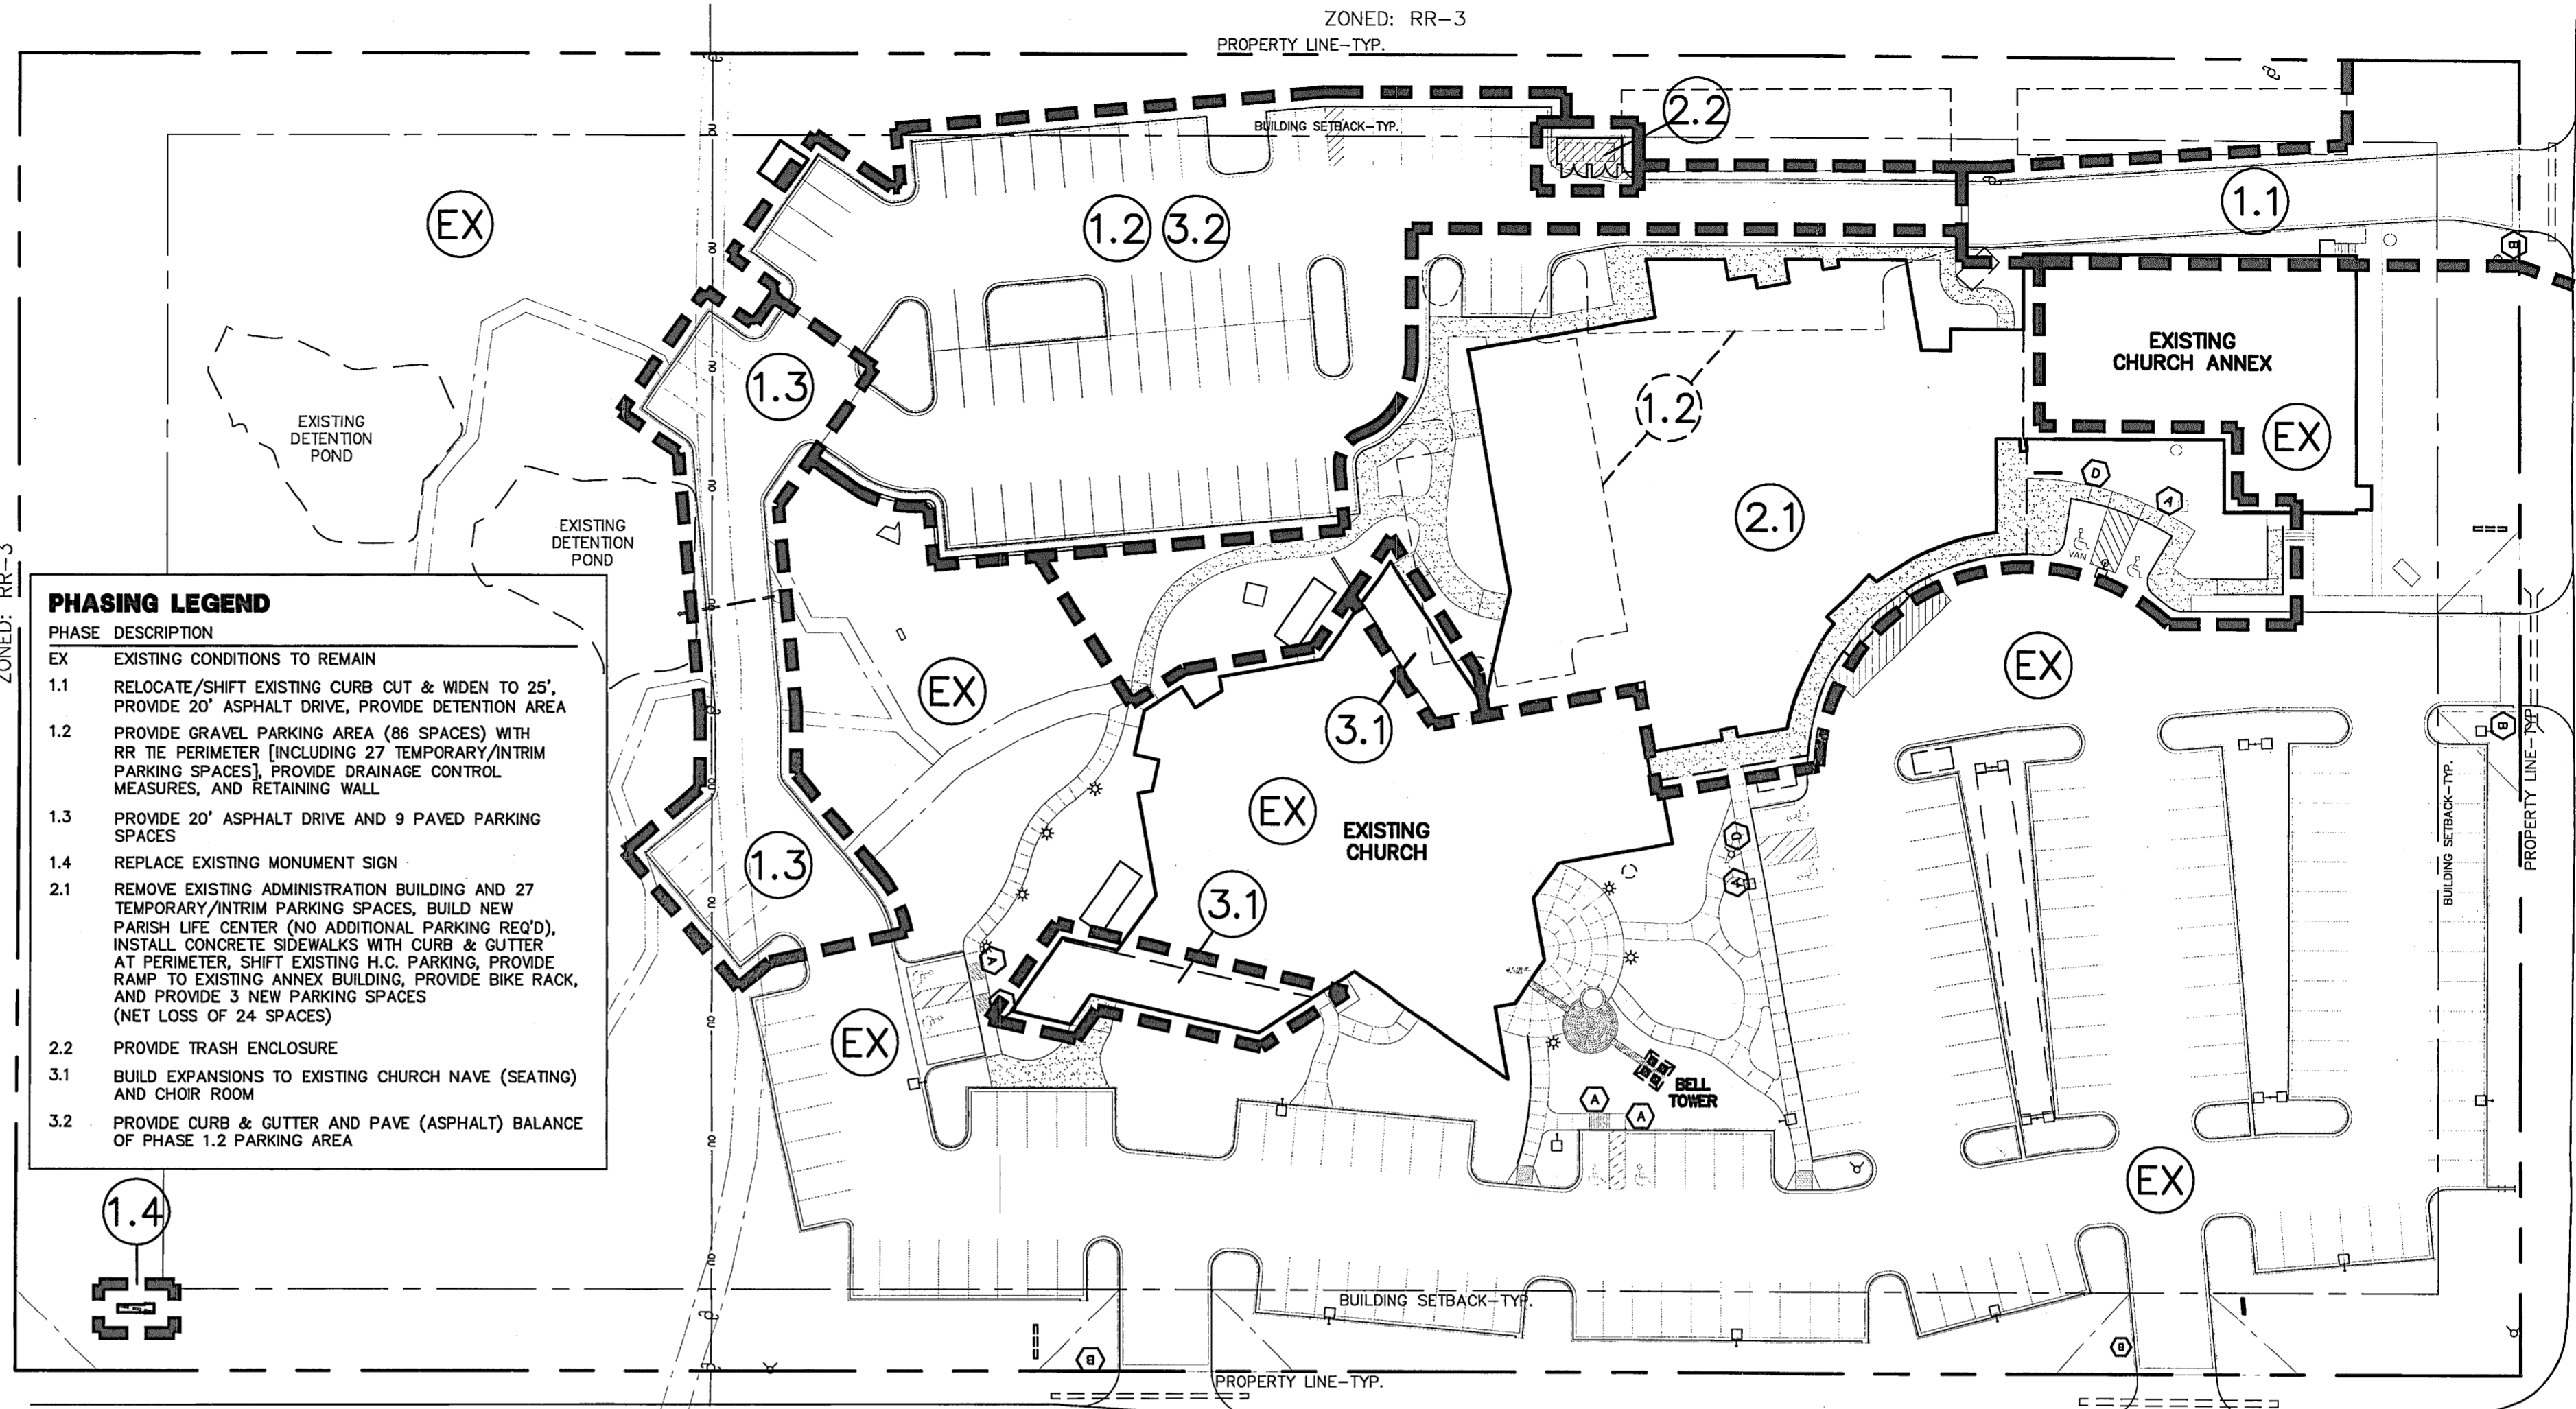 ZONED: RR-3
PROPERTY LINE-TYP.
2.2
BUILDING SETBACK-TYP.
EX
1.2
3.2
1.1
B
EXISTING
CHURCH ANNEX
EX
1.3
1.2
EXISTING
DETENTION
POND
EXISTING
DETENTION
POND
2.1
D
A
VAN
ZONED: RR-3
PHASING LEGEND
PHASE DESCRIPTION
EX EXISTING CONDITIONS TO REMAIN
1.1 RELOCATE/SHIFT EXISTING CURB CUT & WIDEN TO 25',
PROVIDE 20' ASPHALT DRIVE, PROVIDE DETENTION AREA
1.2 PROVIDE GRAVEL PARKING AREA (86 SPACES) WITH
RR TIE PERIMETER [INCLUDING 27 TEMPORARY/INTRIM
PARKING SPACES], PROVIDE DRAINAGE CONTROL
MEASURES, AND RETAINING WALL
1.3 PROVIDE 20' ASPHALT DRIVE AND 9 PAVED PARKING
SPACES
1.4 REPLACE EXISTING MONUMENT SIGN
2.1 REMOVE EXISTING ADMINISTRATION BUILDING AND 27
TEMPORARY/INTRIM PARKING SPACES, BUILD NEW
PARISH LIFE CENTER (NO ADDITIONAL PARKING REQ'D),
INSTALL CONCRETE SIDEWALKS WITH CURB & GUTTER
AT PERIMETER, SHIFT EXISTING H.C. PARKING, PROVIDE
RAMP TO EXISTING ANNEX BUILDING, PROVIDE BIKE RACK,
AND PROVIDE 3 NEW PARKING SPACES
(NET LOSS OF 24 SPACES)
2.2 PROVIDE TRASH ENCLOSURE
3.1 BUILD EXPANSIONS TO EXISTING CHURCH NAVE (SEATING)
AND CHOIR ROOM
3.2 PROVIDE CURB & GUTTER AND PAVE (ASPHALT) BALANCE
OF PHASE 1.2 PARKING AREA
EX
EX
3.1
B
PROPERTY LINE-TYP.
BUILDING SETBACK-TYP.
EX
EXISTING
CHURCH
D
A
1.3
3.1
A
EX
BELL
TOWER
A
A
EX
1.4
BUILDING SETBACK-TYP.
B
B
PROPERTY LINE-TYP.